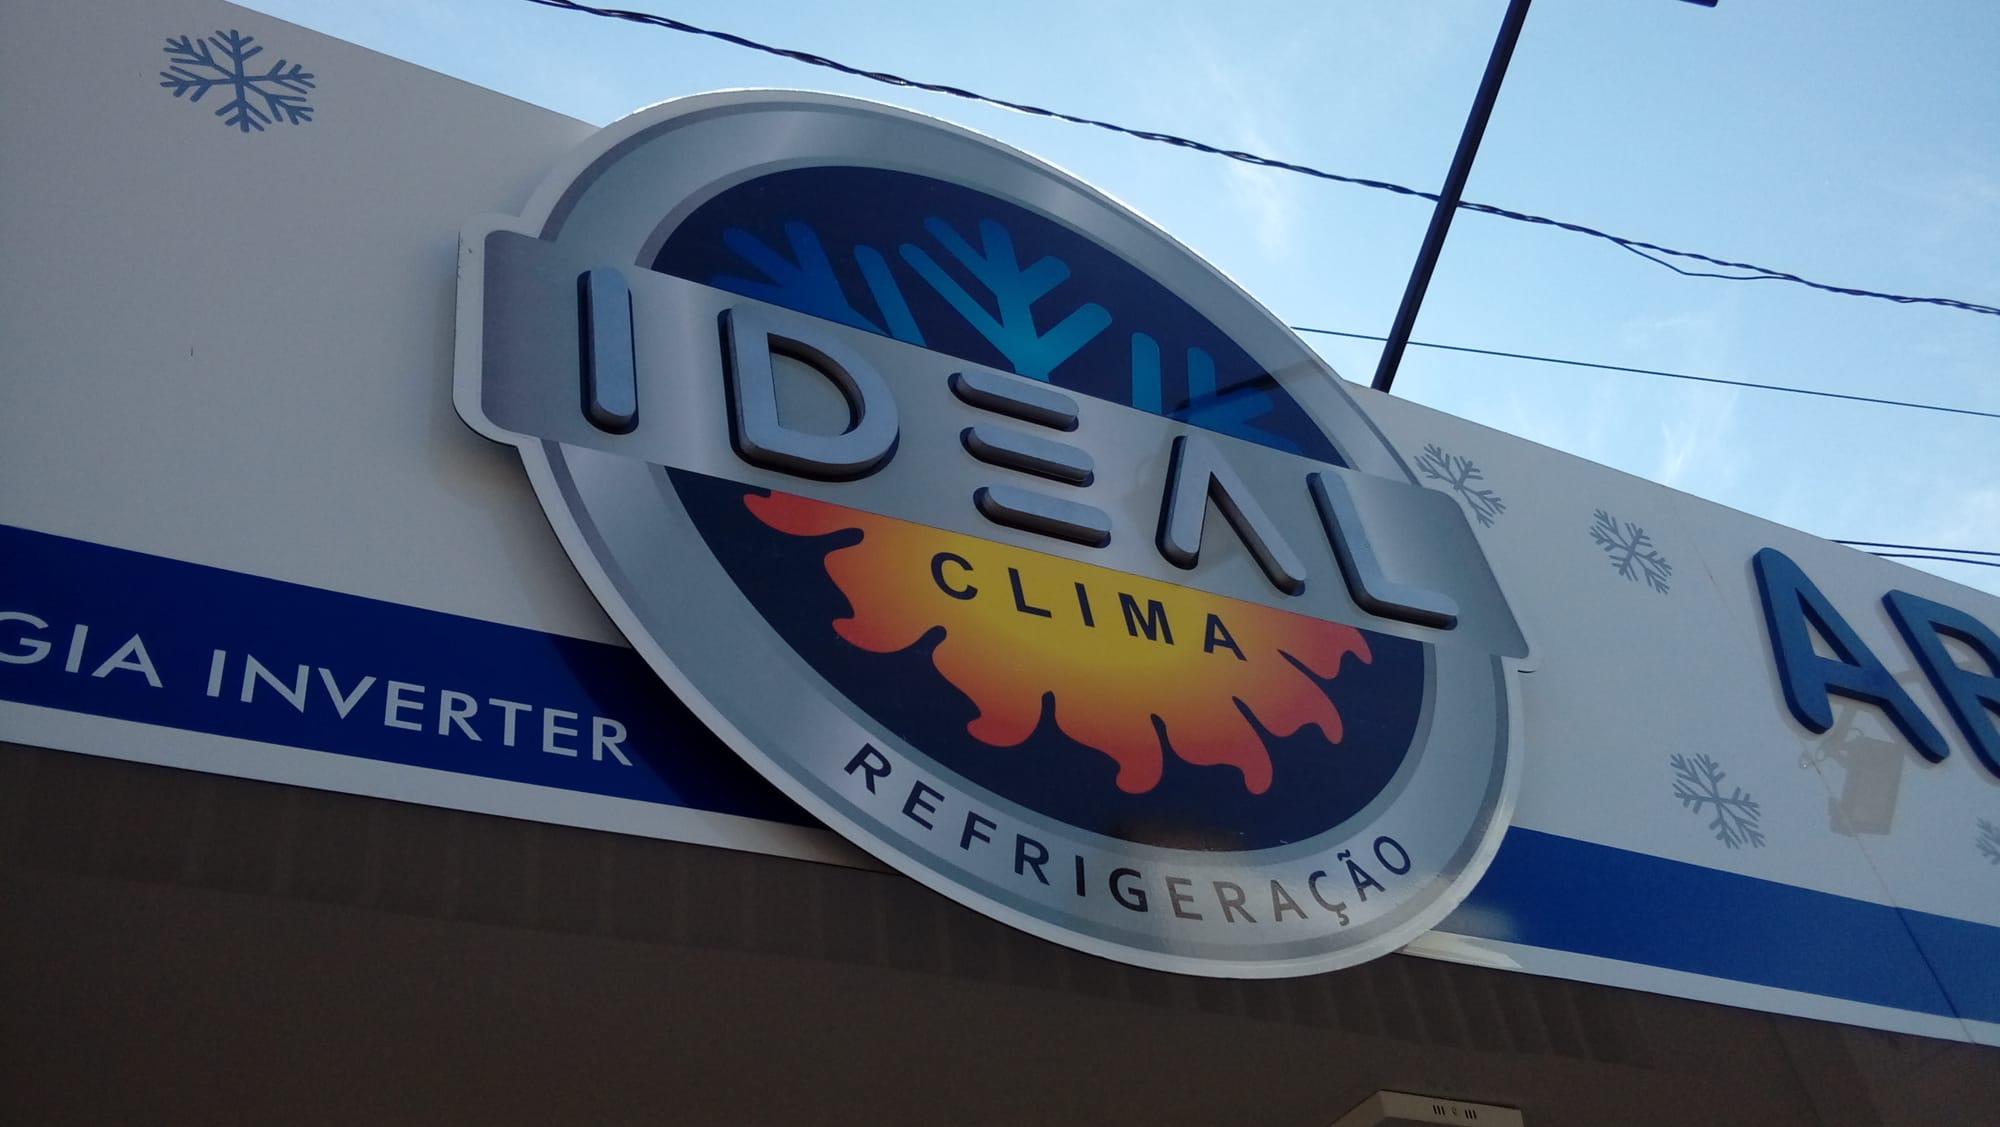 IDEAL
CLIMA
REFRIGERAÇÃO
GIA INVERTER